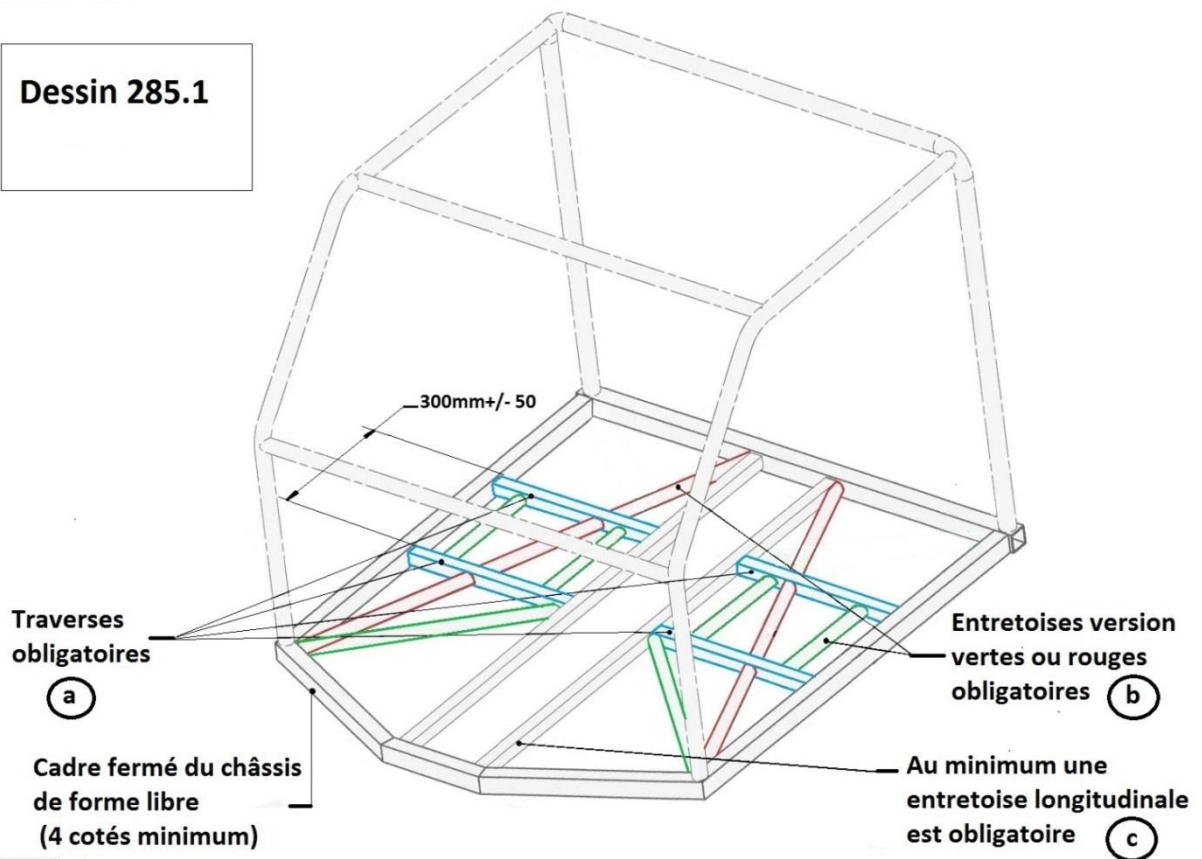 Dessin 285.1
300mm+/- 50
Traverses
obligatoires
a
Entretoises version
vertes ou rouges
obligatoires b
Cadre fermé du châssis
de forme libre
(4 cotés minimum)
Au minimum une
entretoise longitudinale
est obligatoire c